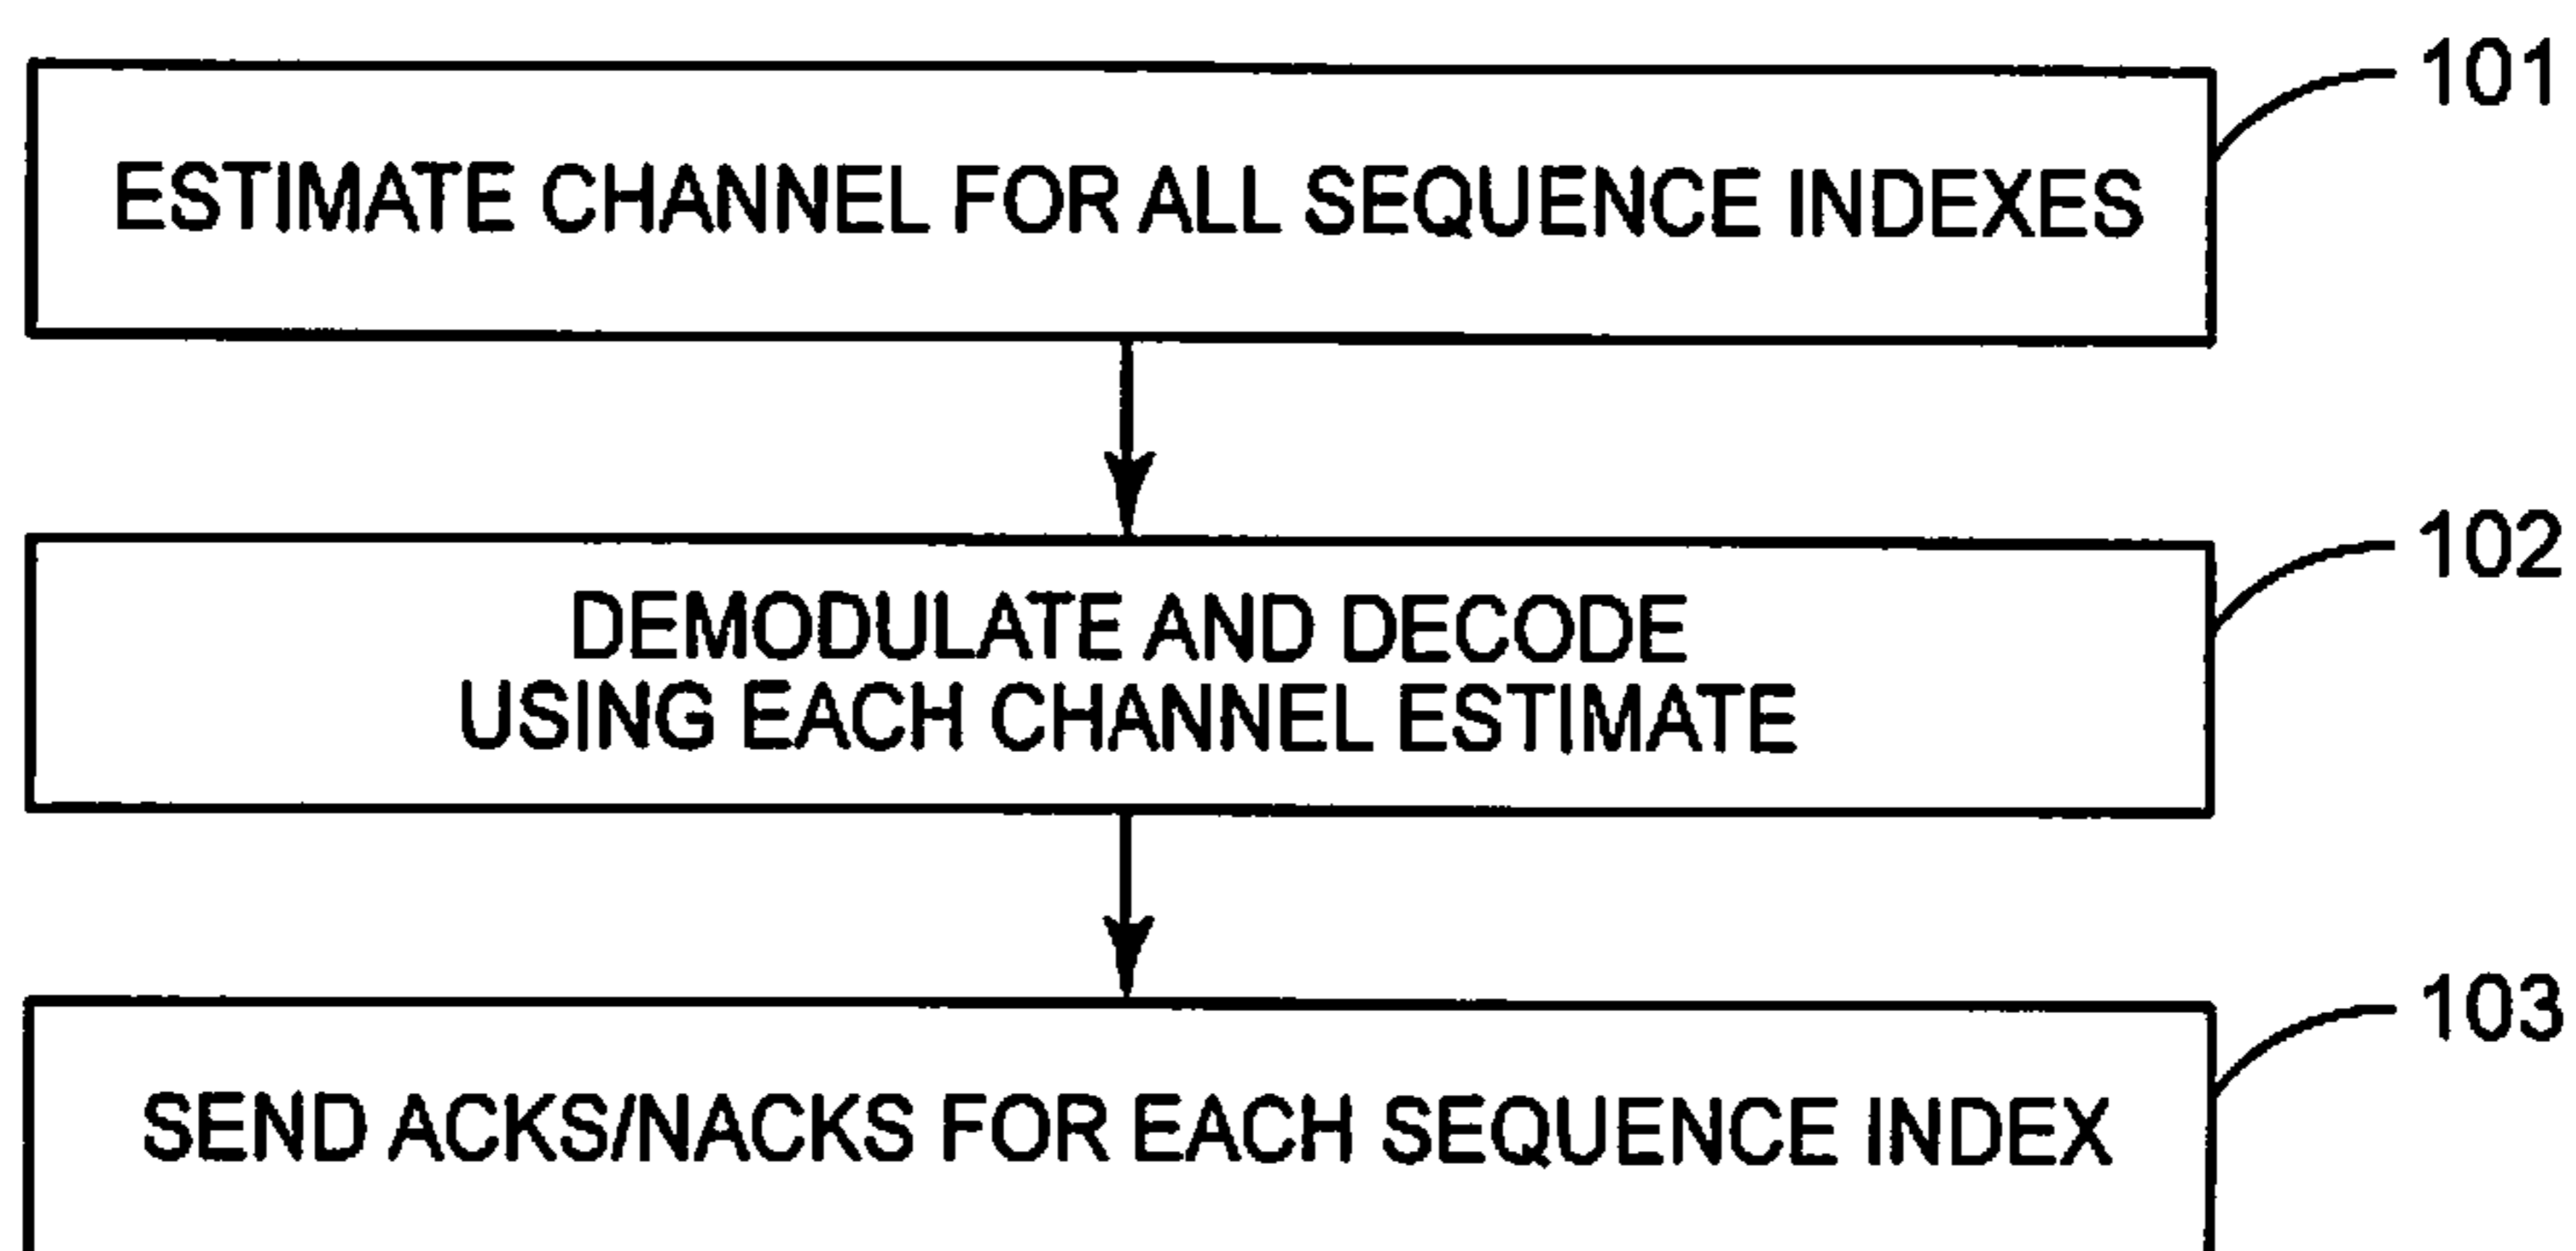 101
ESTIMATE CHANNEL FOR ALL SEQUENCE INDEXES
102
DEMODULATE AND DECODE
USING EACH CHANNEL ESTIMATE
103
SEND ACKS/NACKS FOR EACH SEQUENCE INDEX